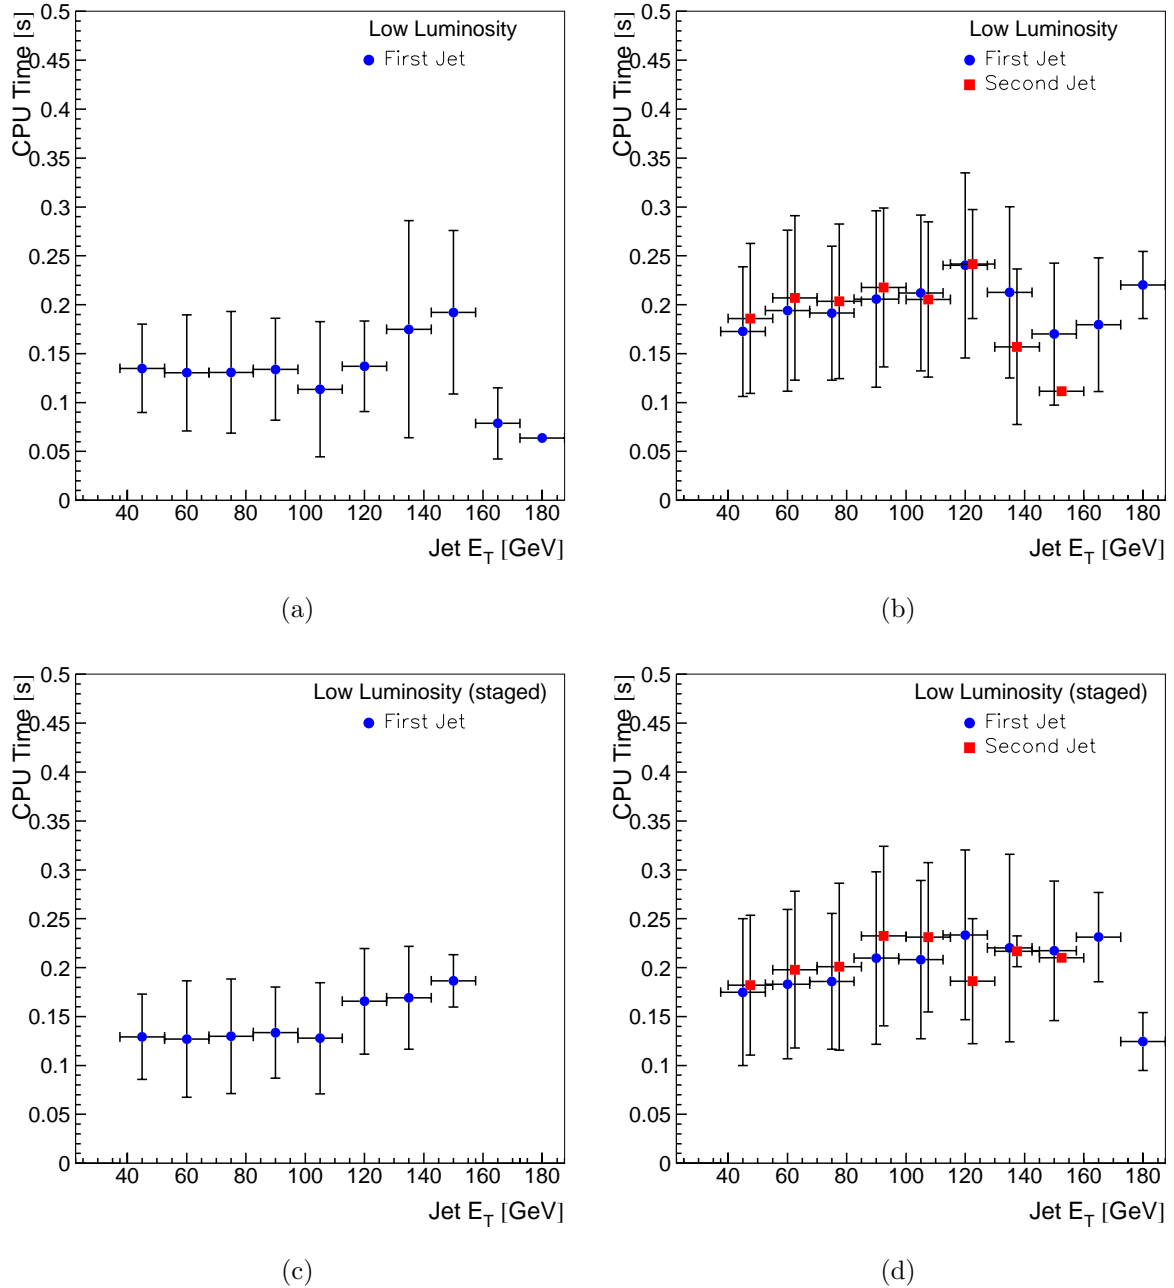 CPU Time [s]
0.5
0.45
0.4
0.35
0.3
0.25
0.2
0.15
0.1
0.05
0
Low Luminosity
First Jet
40 60 80 100 120 140 160 180
Jet E_T [GeV]
(a)
CPU Time [s]
0.5
0.45
0.4
0.35
0.3
0.25
0.2
0.15
0.1
0.05
0
Low Luminosity
First Jet
Second Jet
40 60 80 100 120 140 160 180
Jet E_T [GeV]
(b)
CPU Time [s]
0.5
0.45
0.4
0.35
0.3
0.25
0.2
0.15
0.1
0.05
0
Low Luminosity (staged)
First Jet
40 60 80 100 120 140 160 180
Jet E_T [GeV]
(c)
CPU Time [s]
0.5
0.45
0.4
0.35
0.3
0.25
0.2
0.15
0.1
0.05
0
Low Luminosity (staged)
First Jet
Second Jet
40 60 80 100 120 140 160 180
Jet E_T [GeV]
(d)